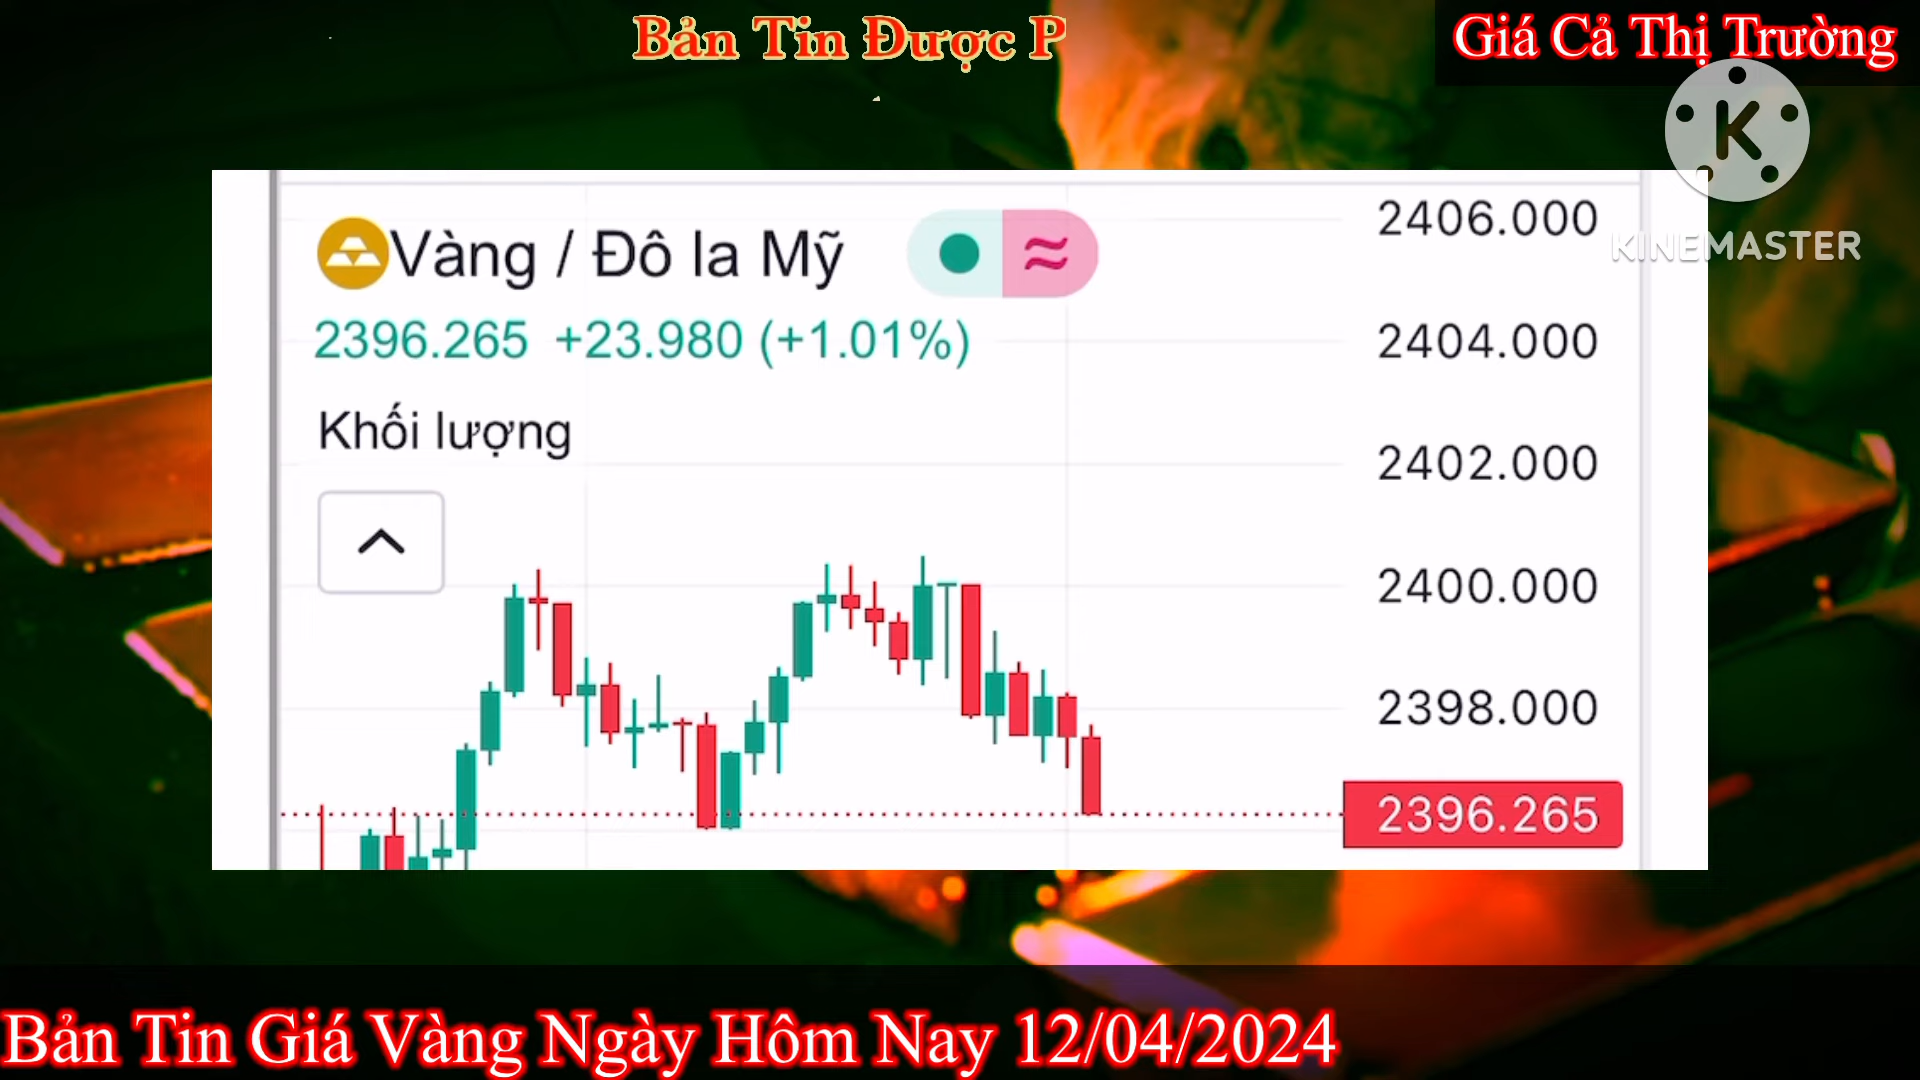 Bản Tin Được P
Giá Cả Thị Trường
K
KINEMASTER
Vàng / Đô la Mỹ
2396.265 +23.980 (+1.01%)
Khối lượng
2406.000
2404.000
2402.000
2400.000
2398.000
2396.265
Bản Tin Giá Vàng Ngày Hôm Nay 12/04/2024